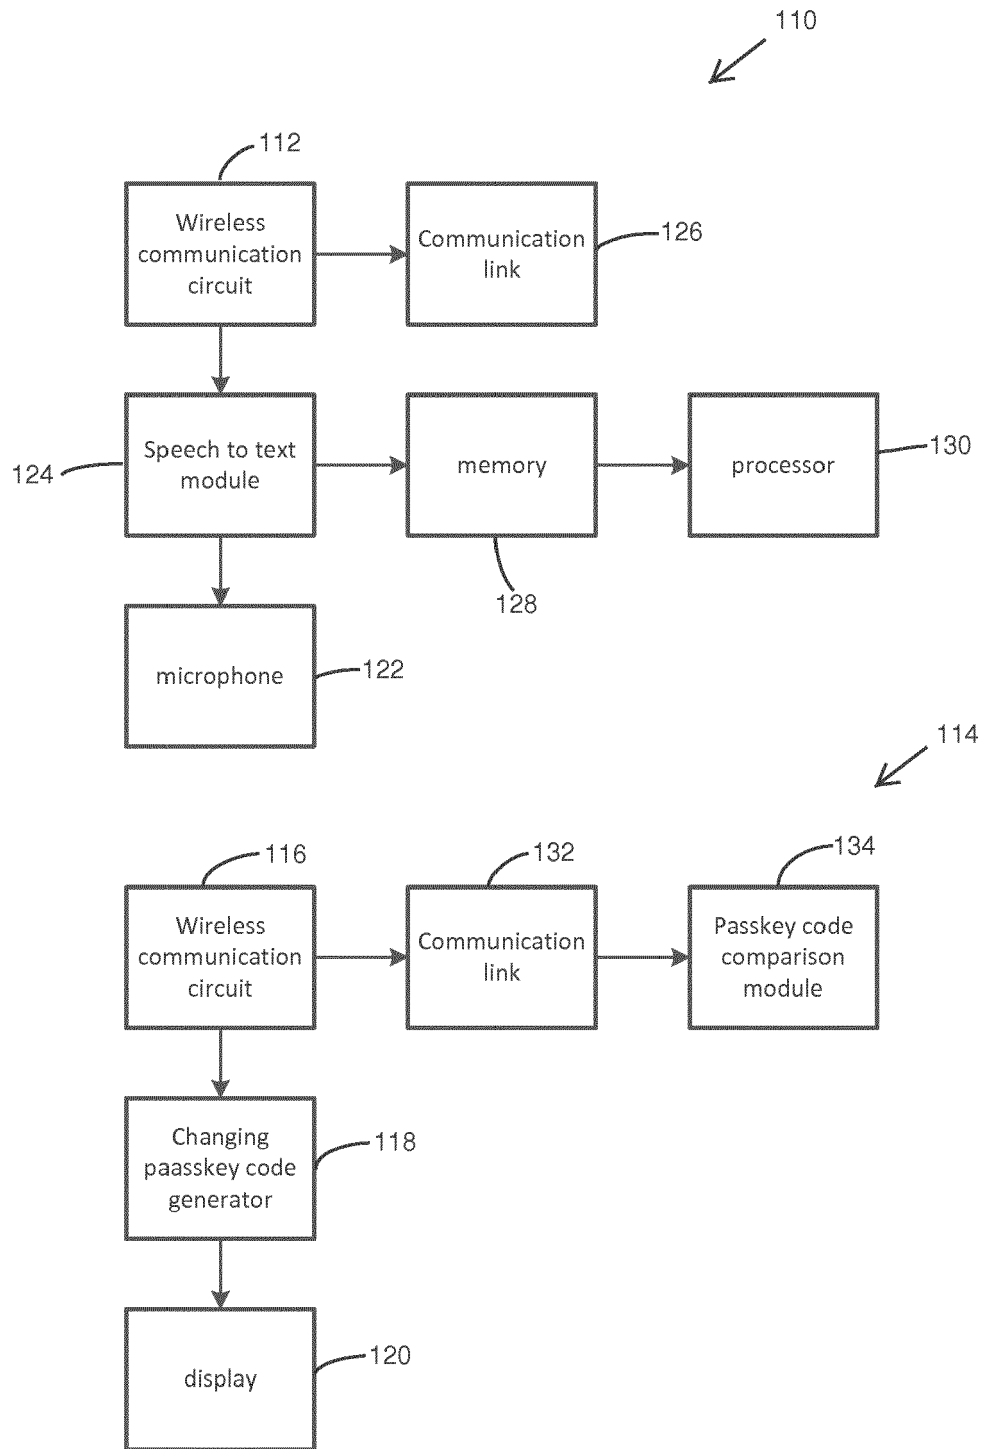 110
112
Wireless
communication
circuit
Communication
link
126
Speech to text
module
124
memory
128
processor
130
microphone
122
114
116
Wireless
communication
circuit
132
Communication
link
134
Passkey code
comparison
module
Changing
paasskey code
generator
118
display
120